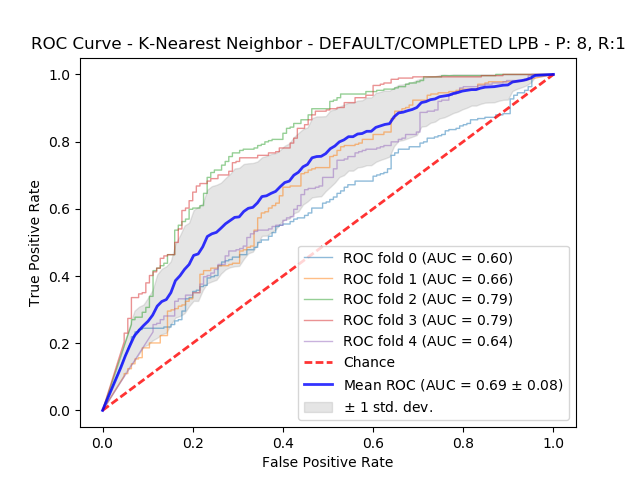 ROC Curve - K-Nearest Neighbor - DEFAULT/COMPLETED LPB - P: 8, R:1
True Positive Rate
1.0
0.8
0.6
0.4
0.2
0.0
ROC fold 0 (AUC = 0.60)
ROC fold 1 (AUC = 0.66)
ROC fold 2 (AUC = 0.79)
ROC fold 3 (AUC = 0.79)
ROC fold 4 (AUC = 0.64)
Chance
Mean ROC (AUC = 0.69 ± 0.08)
± 1 std. dev.
0.0 0.2 0.4 0.6 0.8 1.0
False Positive Rate